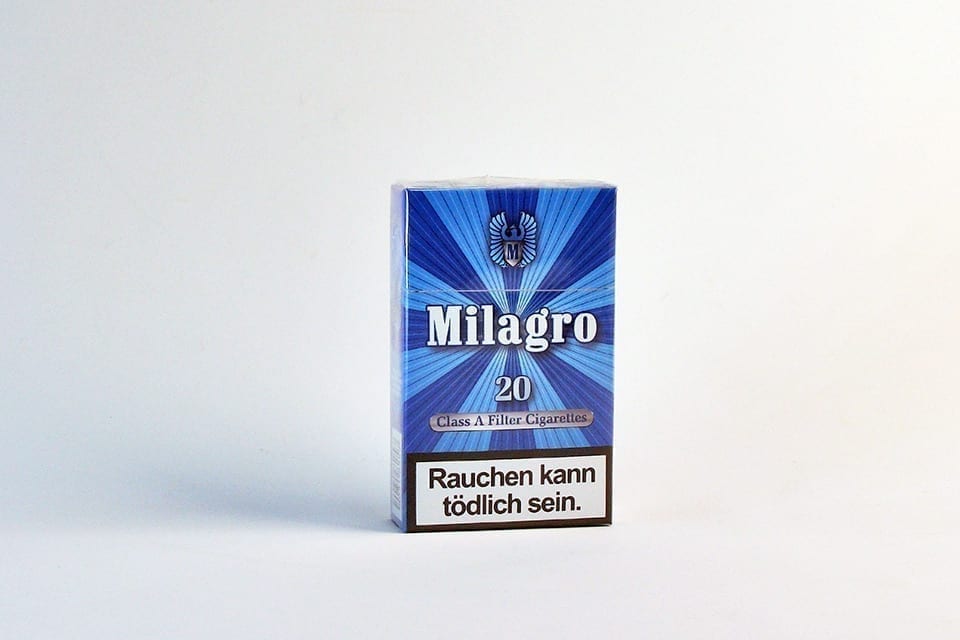 M
Milagro
20
Class A Filter Cigarettes
Rauchen kann
tödlich sein.